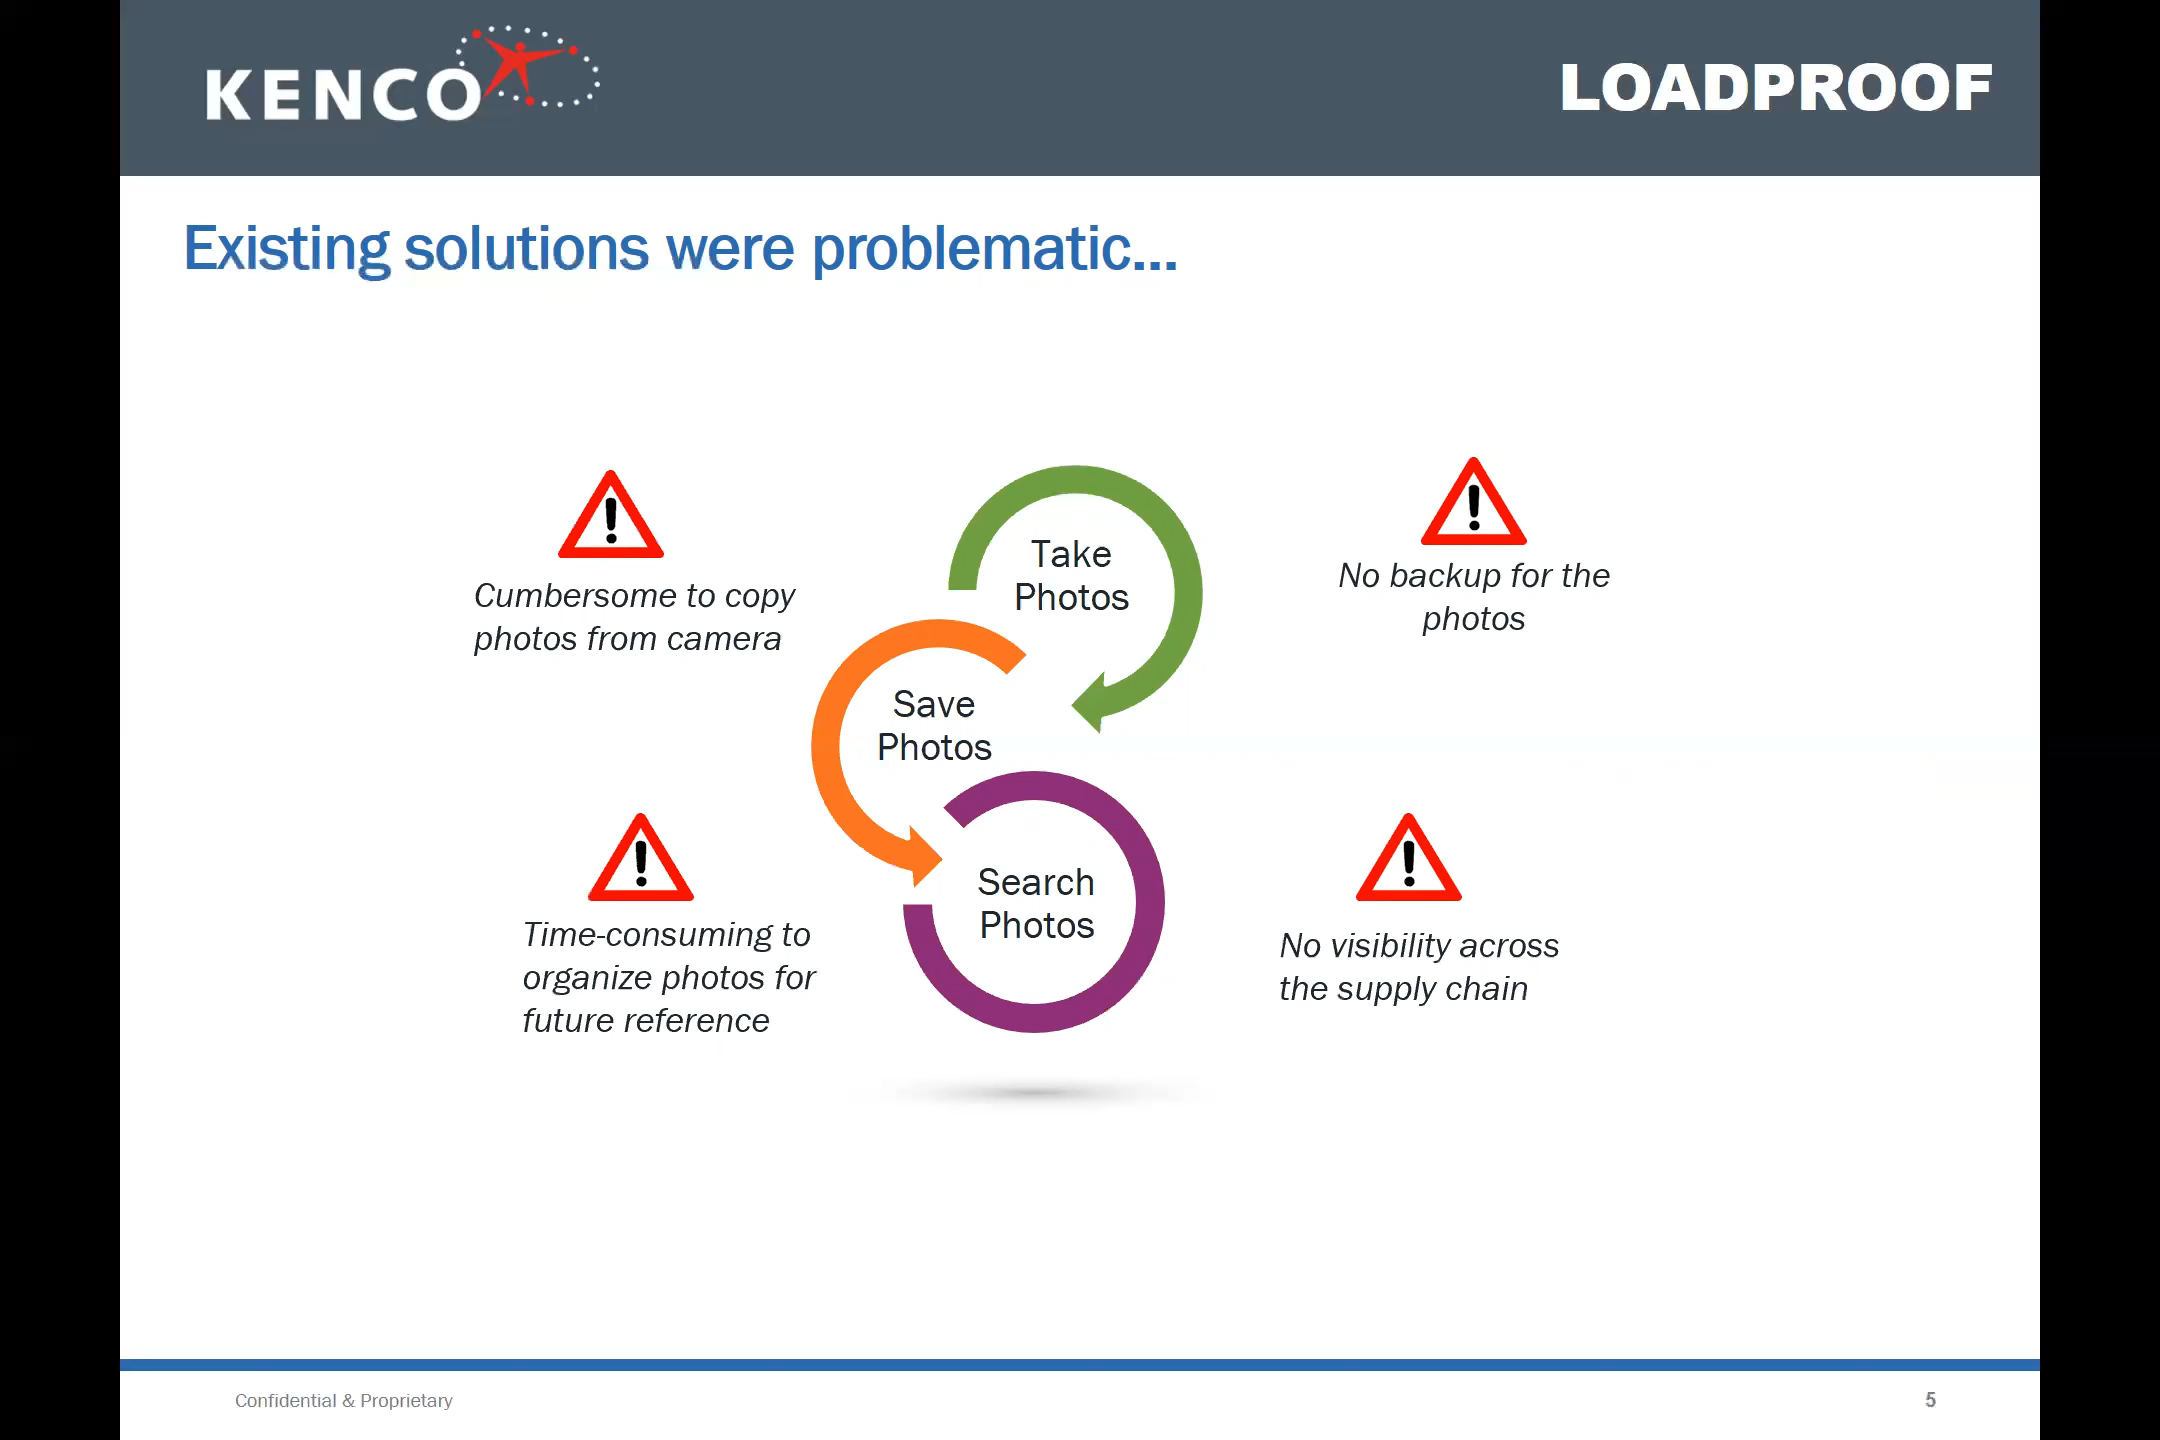 KENCO
LOADPROOF
Existing solutions were problematic...
Cumbersome to copy
photos from camera
Take
Photos
No backup for the
photos
Save
Photos
Time-consuming to
organize photos for
future reference
Search
Photos
No visibility across
the supply chain
Confidential & Proprietary
5